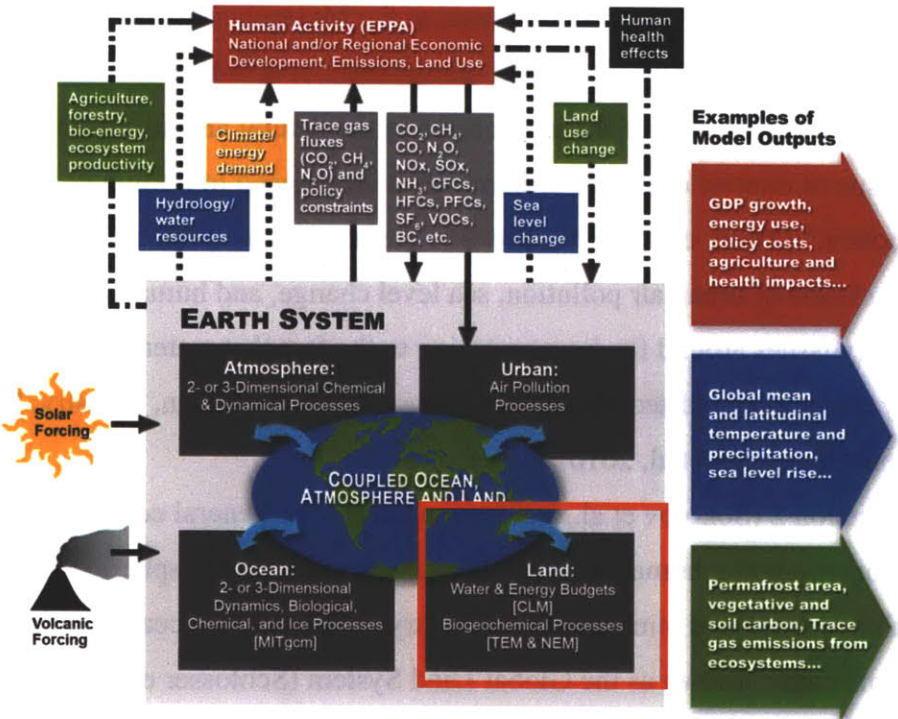 Human Activity (EPPA)
National and/or Regional Economic
Development, Emissions, Land Use
Human
health
effects
Agriculture,
forestry,
bio-energy,
ecosystem
productivity
Hydrology/
water
resources
Climate/
energy
demand
Trace gas
fluxes
(CO₂, CH₄,
N₂O) and
policy
constraints
CO₂, CH₄,
CO, N₂O,
NOx, SOx,
NH₃, CFCs,
HFCs, PFCs,
SF₆, VOCs,
BC, etc.
Sea
level
change
Land
use
change
Examples of
Model Outputs
GDP growth,
energy use,
policy costs,
agriculture and
health impacts...
Global mean
and latitudinal
temperature and
precipitation,
sea level rise...
Permafrost area,
vegetative and
soil carbon, Trace
gas emissions from
ecosystems...
EARTH SYSTEM
Atmosphere:
2- or 3-Dimensional Chemical
& Dynamical Processes
Urban:
Air Pollution
Processes
Solar
Forcing
COUPLED OCEAN,
ATMOSPHERE AND LAND
Volcanic
Forcing
Ocean:
2- or 3-Dimensional
Dynamics, Biological,
Chemical, and Ice Processes
[MITgcm]
Land:
Water & Energy Budgets
[CLM]
Biogeochemical Processes
[TEM & NEM]